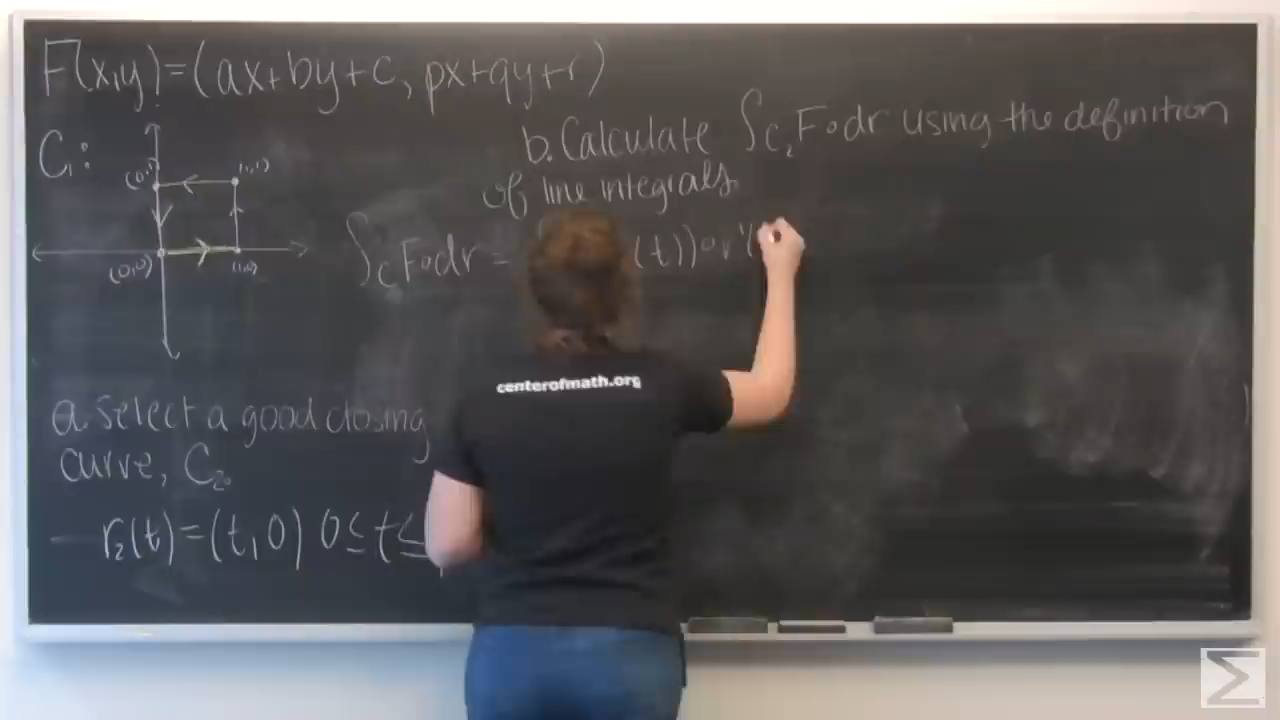 F(x,y)=(ax+by+c, px+qy+r)
C₁:
(0,1)
(1,1)
(0,0)
(1,0)
b. Calculate ∫C₂ F∘dr using the definition
of line integrals.
∫C F∘dr = (t))∘r'(
a. Select a good closing
curve, C₂.
r₂(t)=(t,0) 0≤t≤
centerofmath.org
Σ